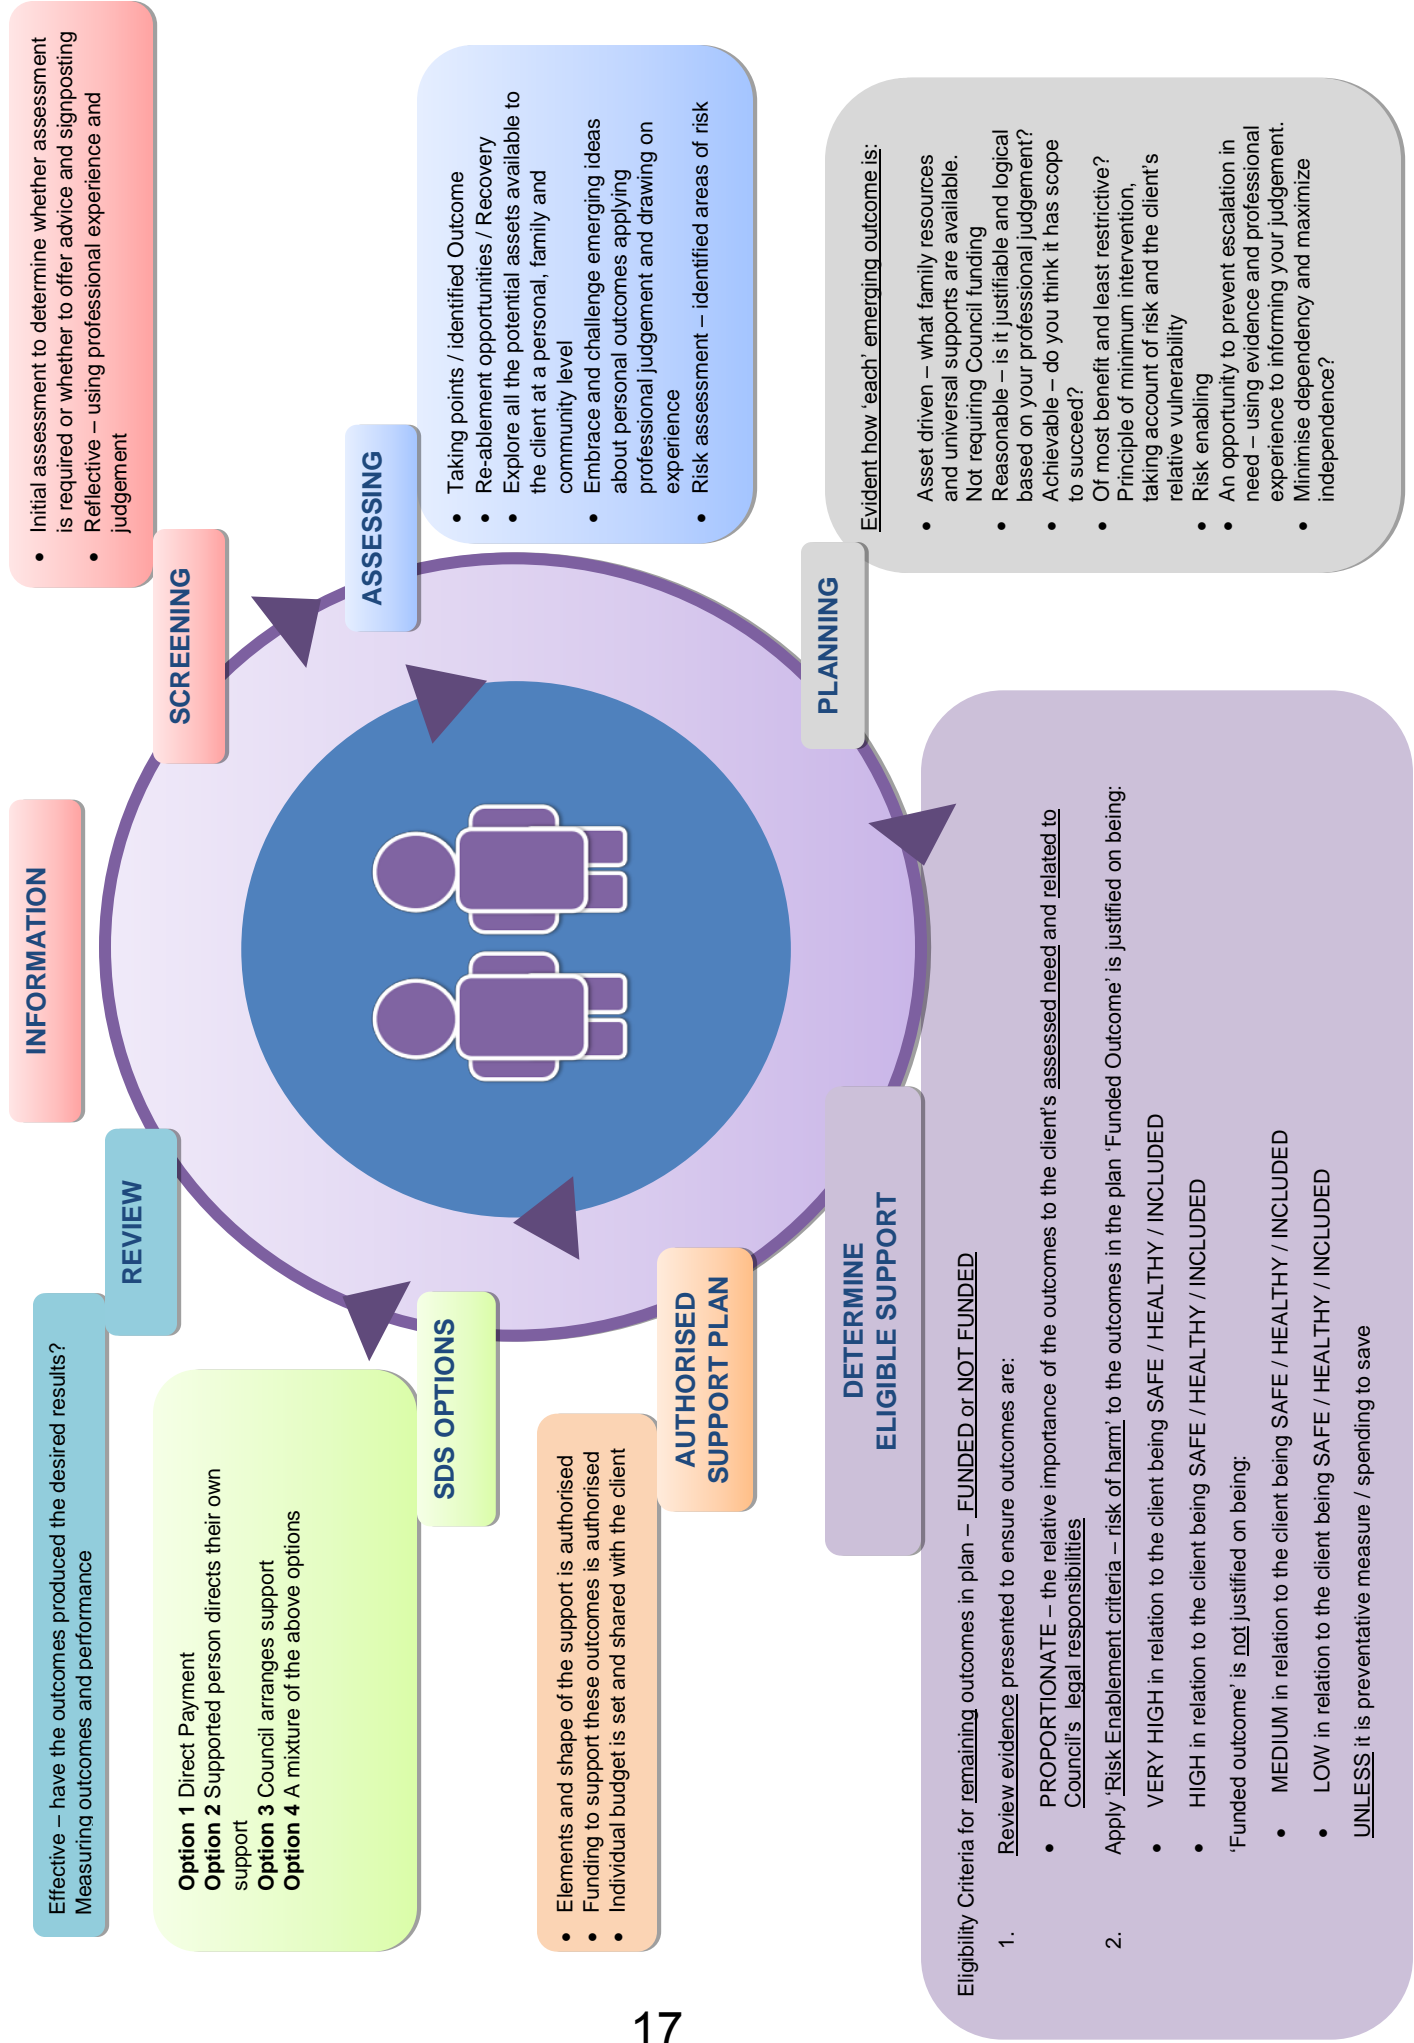 INFORMATION
SCREENING
• Initial assessment to determine whether assessment
is required or whether to offer advice and signposting
• Reflective – using professional experience and
judgement
ASSESSING
• Taking points / identified Outcome
• Re-ablement opportunities / Recovery
• Explore all the potential assets available to
the client at a personal, family and
community level
• Embrace and challenge emerging ideas
about personal outcomes applying
professional judgement and drawing on
experience
• Risk assessment – identified areas of risk
PLANNING
Evident how ‘each’ emerging outcome is:
• Asset driven – what family resources
and universal supports are available.
Not requiring Council funding
• Reasonable – is it justifiable and logical
based on your professional judgement?
• Achievable – do you think it has scope
to succeed?
• Of most benefit and least restrictive?
Principle of minimum intervention,
taking account of risk and the client’s
relative vulnerability
• Risk enabling
• An opportunity to prevent escalation in
need – using evidence and professional
experience to informing your judgement.
• Minimise dependency and maximize
independence?
DETERMINE
ELIGIBLE SUPPORT
Eligibility Criteria for remaining outcomes in plan – FUNDED or NOT FUNDED
1. Review evidence presented to ensure outcomes are:
• PROPORTIONATE – the relative importance of the outcomes to the client’s assessed need and related to
Council’s legal responsibilities
2. Apply ‘Risk Enablement criteria – risk of harm’ to the outcomes in the plan ‘Funded Outcome’ is justified on being:
• VERY HIGH in relation to the client being SAFE / HEALTHY / INCLUDED
• HIGH in relation to the client being SAFE / HEALTHY / INCLUDED
‘Funded outcome’ is not justified on being:
• MEDIUM in relation to the client being SAFE / HEALTHY / INCLUDED
• LOW in relation to the client being SAFE / HEALTHY / INCLUDED
UNLESS it is preventative measure / spending to save
AUTHORISED
SUPPORT PLAN
• Elements and shape of the support is authorised
• Funding to support these outcomes is authorised
• Individual budget is set and shared with the client
SDS OPTIONS
Option 1 Direct Payment
Option 2 Supported person directs their own
support
Option 3 Council arranges support
Option 4 A mixture of the above options
REVIEW
Effective – have the outcomes produced the desired results?
Measuring outcomes and performance
17